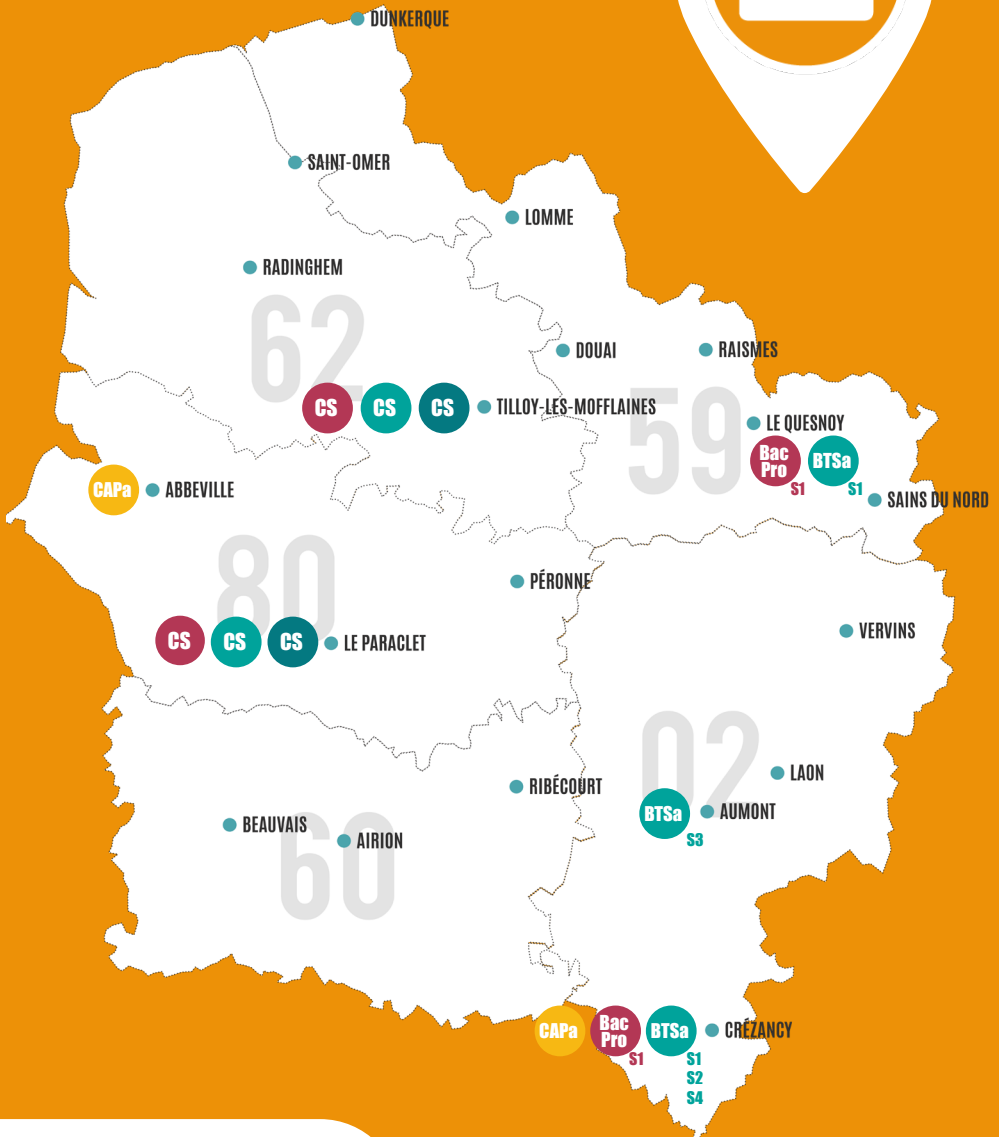 DUNKERQUE
SAINT-OMER
LOMME
RADINGHEM
62
DOUAI
RAISMES
CS CS CS TILLOY-LES-MOFFLAINES
59
LE QUESNOY
Bac Pro S1 BTSa S1
SAINS DU NORD
CAPa ABBEVILLE
80
PÉRONNE
VERVINS
CS CS CS LE PARACLET
02
LAON
RIBÉCOURT
BTSa S3 AUMONT
BEAUVAIS
AIRION
60
CAPa
Bac
Pro
S1
BTSa
CRÉZANCY
S1
S2
S4